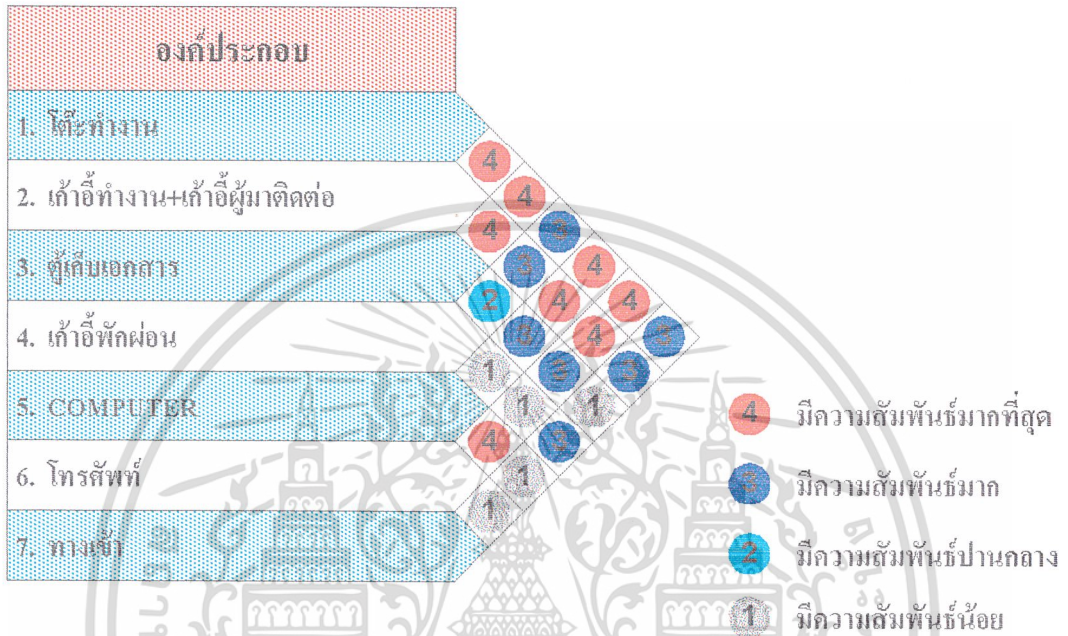 องค์ประกอบ
1. โต๊ะทำงาน
2. เก้าอี้ทำงาน+เก้าอี้ผู้มาติดต่อ
3. ตู้เก็บเอกสาร
4. เก้าอี้พักผ่อน
5. COMPUTER
6. โทรศัพท์
7. ทางเข้า
4
4
4 3
3 4
2 4 4
3 4 3
1 3 3
1 1
4 3
1
1
4 มีความสัมพันธ์มากที่สุด
3 มีความสัมพันธ์มาก
2 มีความสัมพันธ์ปานกลาง
1 มีความสัมพันธ์น้อย